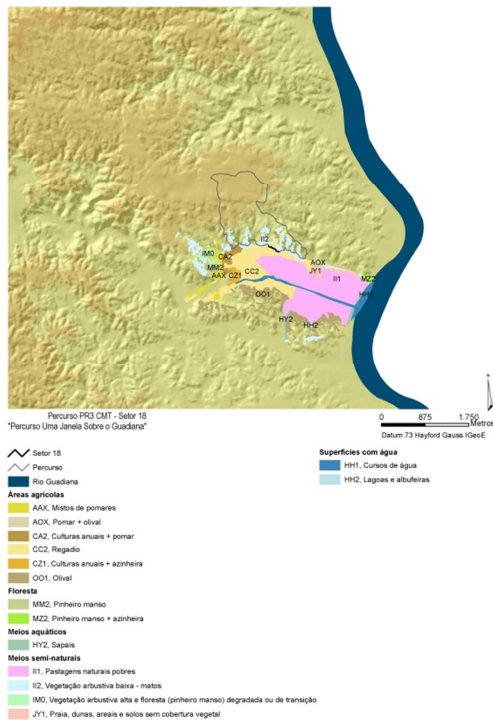 II2
IM0
CA2
AOX
MM2
JY1
CC2
AAX
CZ1
II1
MZ2
OO1
HH1
HY2
HH2
Percurso PR3 CMT - Setor 18
"Percurso Uma Janela Sobre o Guadiana"
0 875 1.750
Metros
Datum 73 Hayford Gauss IGeoE
Setor 18
Percurso
Rio Guadiana
Áreas agrícolas
AAX, Mistos de pomares
AOX, Pomar + olival
CA2, Culturas anuais + pomar
CC2, Regadio
CZ1, Culturas anuais + azinheira
OO1, Olival
Floresta
MM2, Pinheiro manso
MZ2, Pinheiro manso + azinheira
Meios aquáticos
HY2, Sapais
Meios semi-naturais
II1, Pastagens naturais pobres
II2, Vegetação arbustiva baixa - matos
IM0, Vegetação arbustiva alta e floresta (pinheiro manso) degradada ou de transição
JY1, Praia, dunas, areais e solos sem cobertura vegetal
Superfícies com água
HH1, Cursos de água
HH2, Lagoas e albufeiras